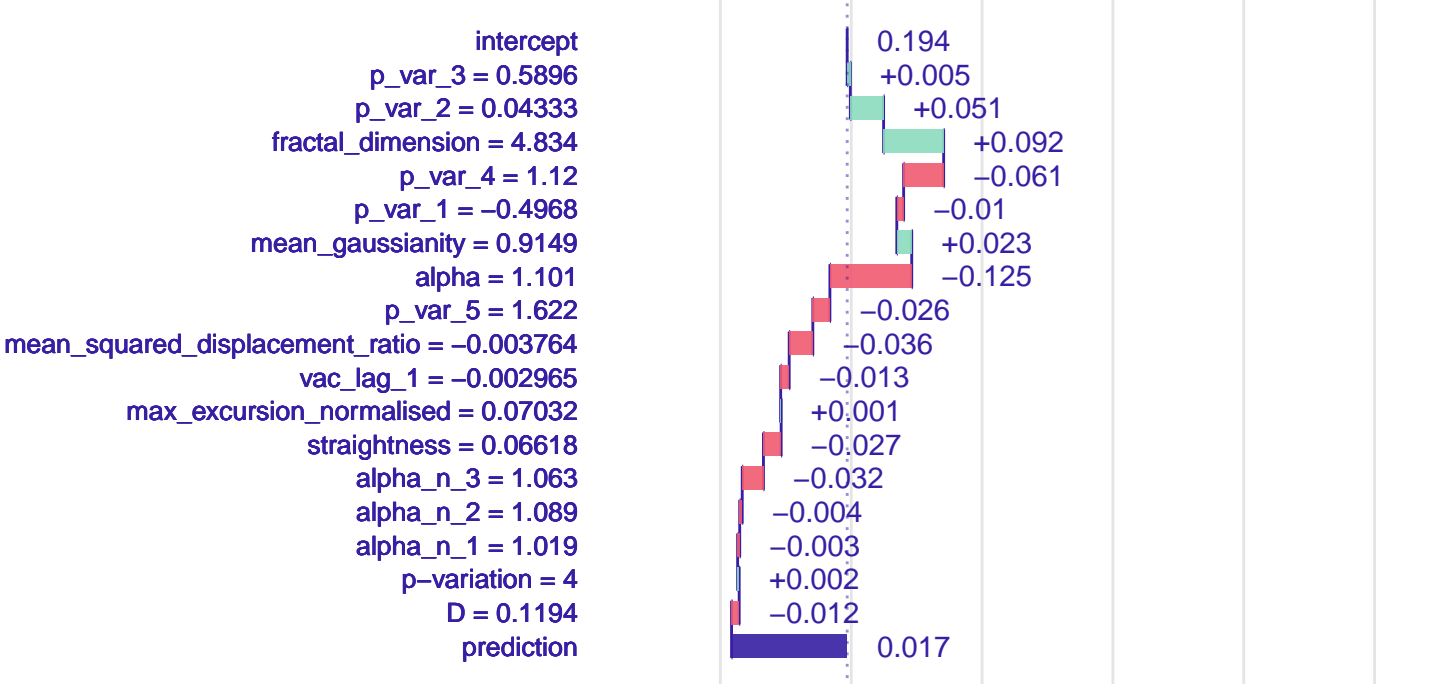 intercept 0.194
p_var_3 = 0.5896 +0.005
p_var_2 = 0.04333 +0.051
fractal_dimension = 4.834 +0.092
p_var_4 = 1.12 −0.061
p_var_1 = −0.4968 −0.01
mean_gaussianity = 0.9149 +0.023
alpha = 1.101 −0.125
p_var_5 = 1.622 −0.026
mean_squared_displacement_ratio = −0.003764 −0.036
vac_lag_1 = −0.002965 −0.013
max_excursion_normalised = 0.07032 +0.001
straightness = 0.06618 −0.027
alpha_n_3 = 1.063 −0.032
alpha_n_2 = 1.089 −0.004
alpha_n_1 = 1.019 −0.003
p−variation = 4 +0.002
D = 0.1194 −0.012
prediction 0.017